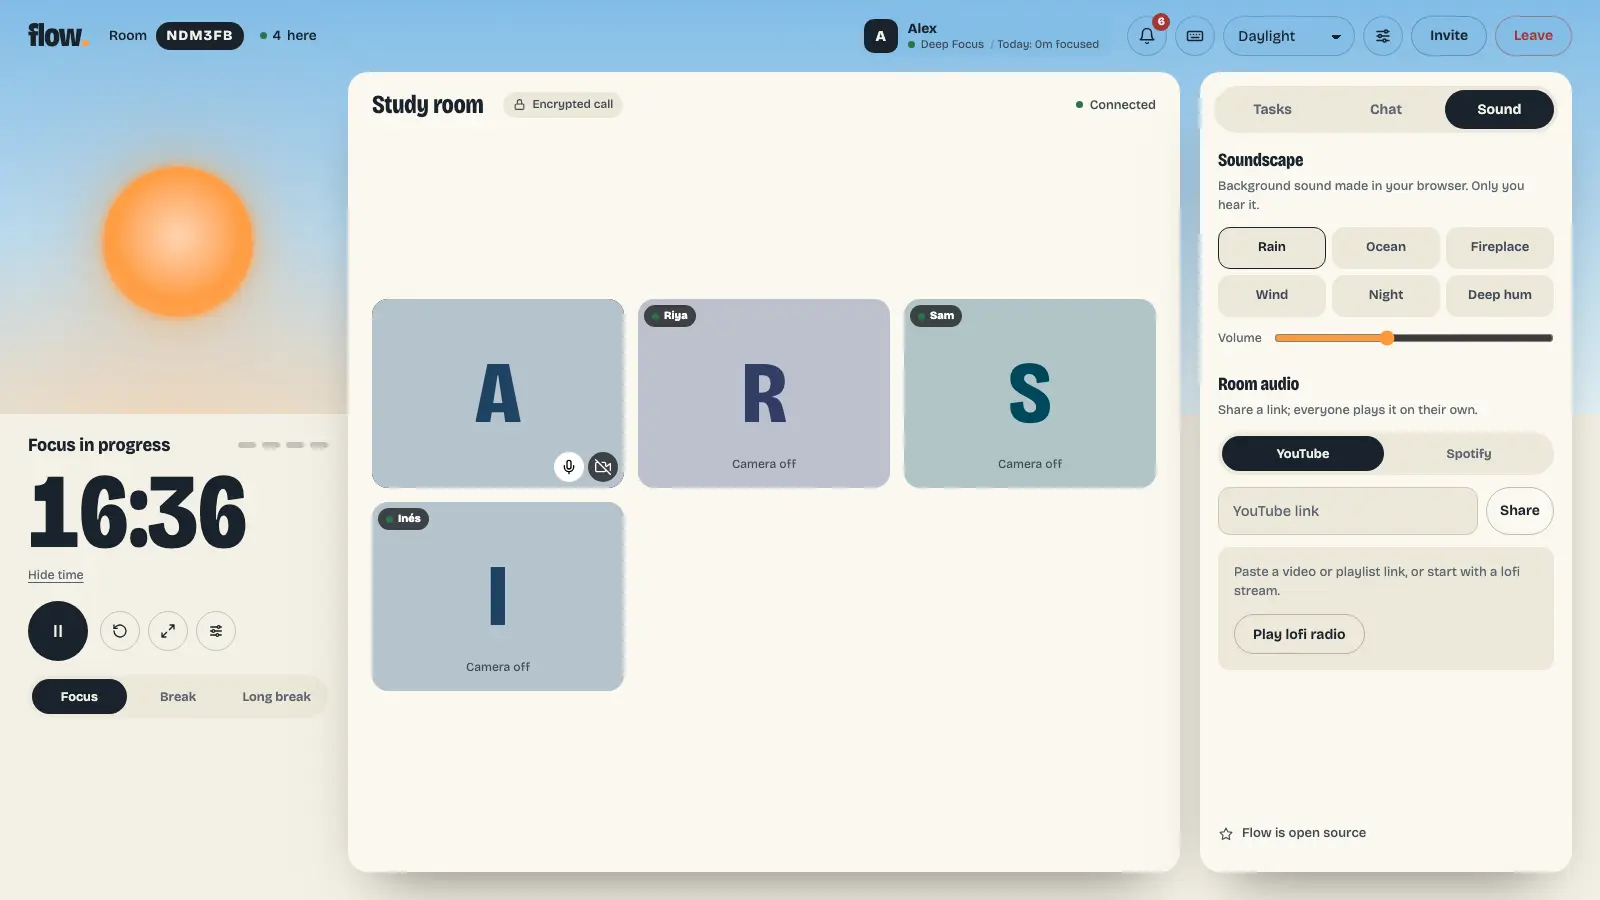 flow.
Room NDM3FB 4 here
A
Alex
Deep Focus / Today: 0m focused
6
Daylight
Invite
Leave
Focus in progress
16:36
Hide time
Focus
Break
Long break
Study room
Encrypted call
Connected
A
Riya
R
Camera off
Sam
S
Camera off
Inés
I
Camera off
Tasks
Chat
Sound
Soundscape
Background sound made in your browser. Only you
hear it.
Rain
Ocean
Fireplace
Wind
Night
Deep hum
Volume
Room audio
Share a link; everyone plays it on their own.
YouTube
Spotify
YouTube link
Share
Paste a video or playlist link, or start with a lofi
stream.
Play lofi radio
Flow is open source